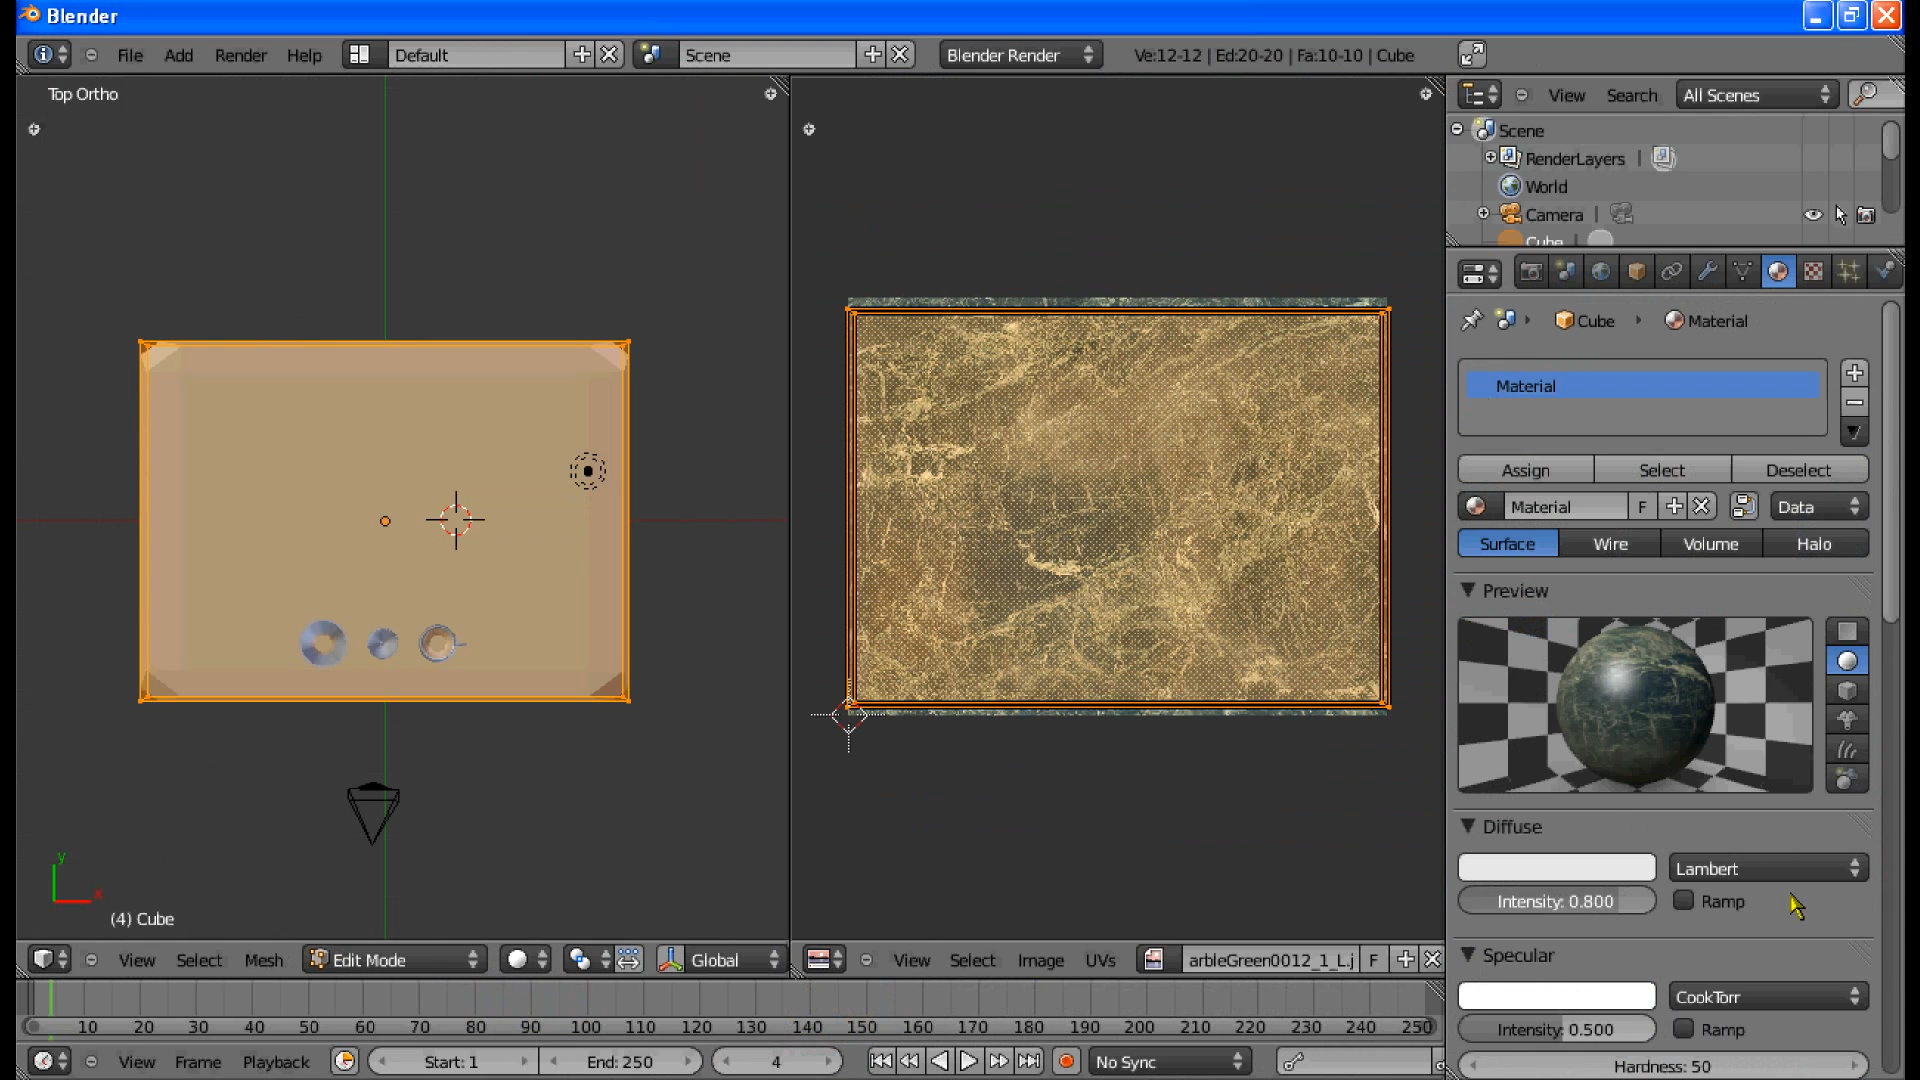 Blender
File Add Render Help Default Scene Blender Render Ve:12-12 | Ed:20-20 | Fa:10-10 | Cube
Top Ortho
View Search All Scenes
Scene
RenderLayers
World
Camera
Cube
Cube Material
Material
Assign Select Deselect
Material F Data
Surface Wire Volume Halo
Preview
Diffuse
Lambert
Intensity: 0.800 Ramp
Specular
CookTorr
Intensity: 0.500 Ramp
Hardness: 50
y
x
(4) Cube
View Select Mesh Edit Mode Global
View Select Image UVs arbleGreen0012_1_L.j F
10 20 30 40 50 60 70 80 90 100 110 120 130 140 150 160 170 180 190 200 210 220 230 240 250
View Frame Playback Start: 1 End: 250 4 No Sync